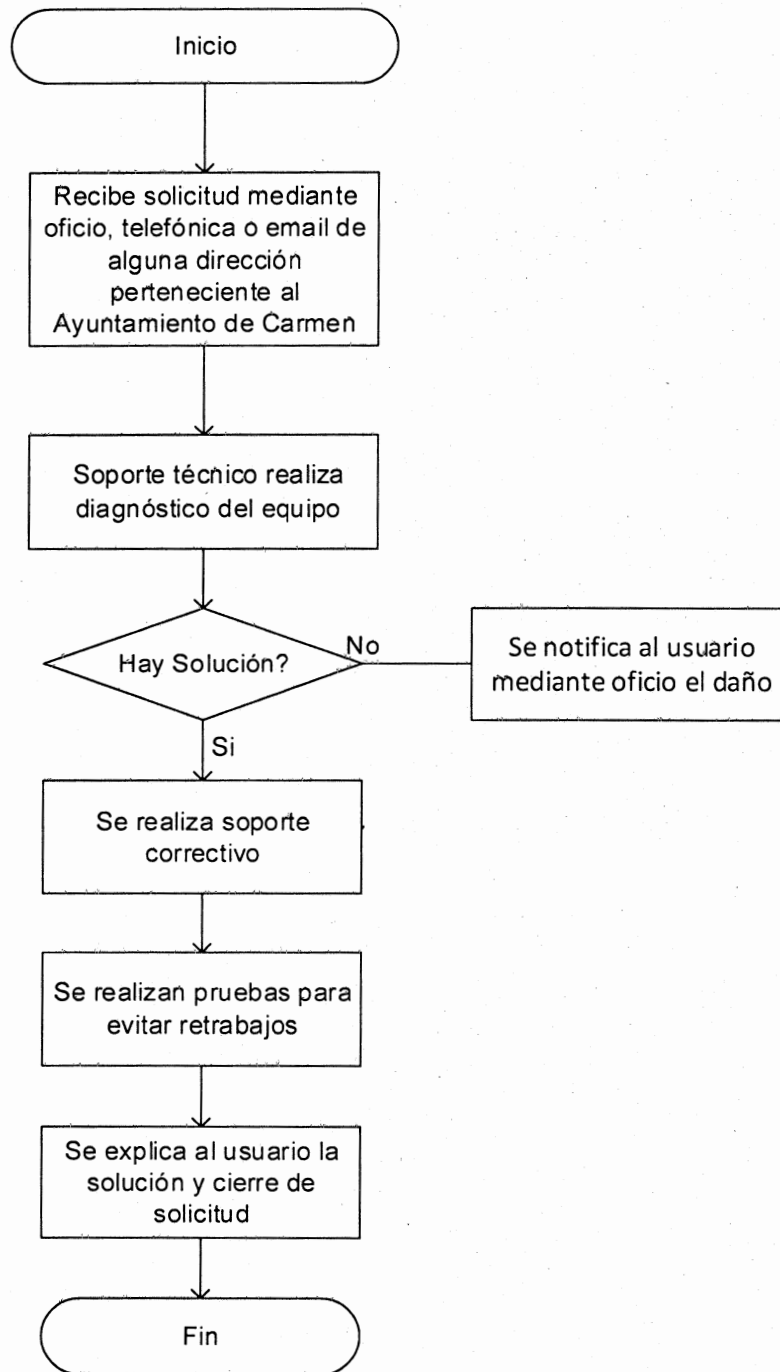 Inicio
Recibe solicitud mediante
oficio, telefónica o email de
alguna dirección
perteneciente al
Ayuntamiento de Carmen
Soporte técnico realiza
diagnóstico del equipo
Hay Solución?
No
Se notifica al usuario
mediante oficio el daño
Si
Se realiza soporte
correctivo
Se realizan pruebas para
evitar retrabajos
Se explica al usuario la
solución y cierre de
solicitud
Fin